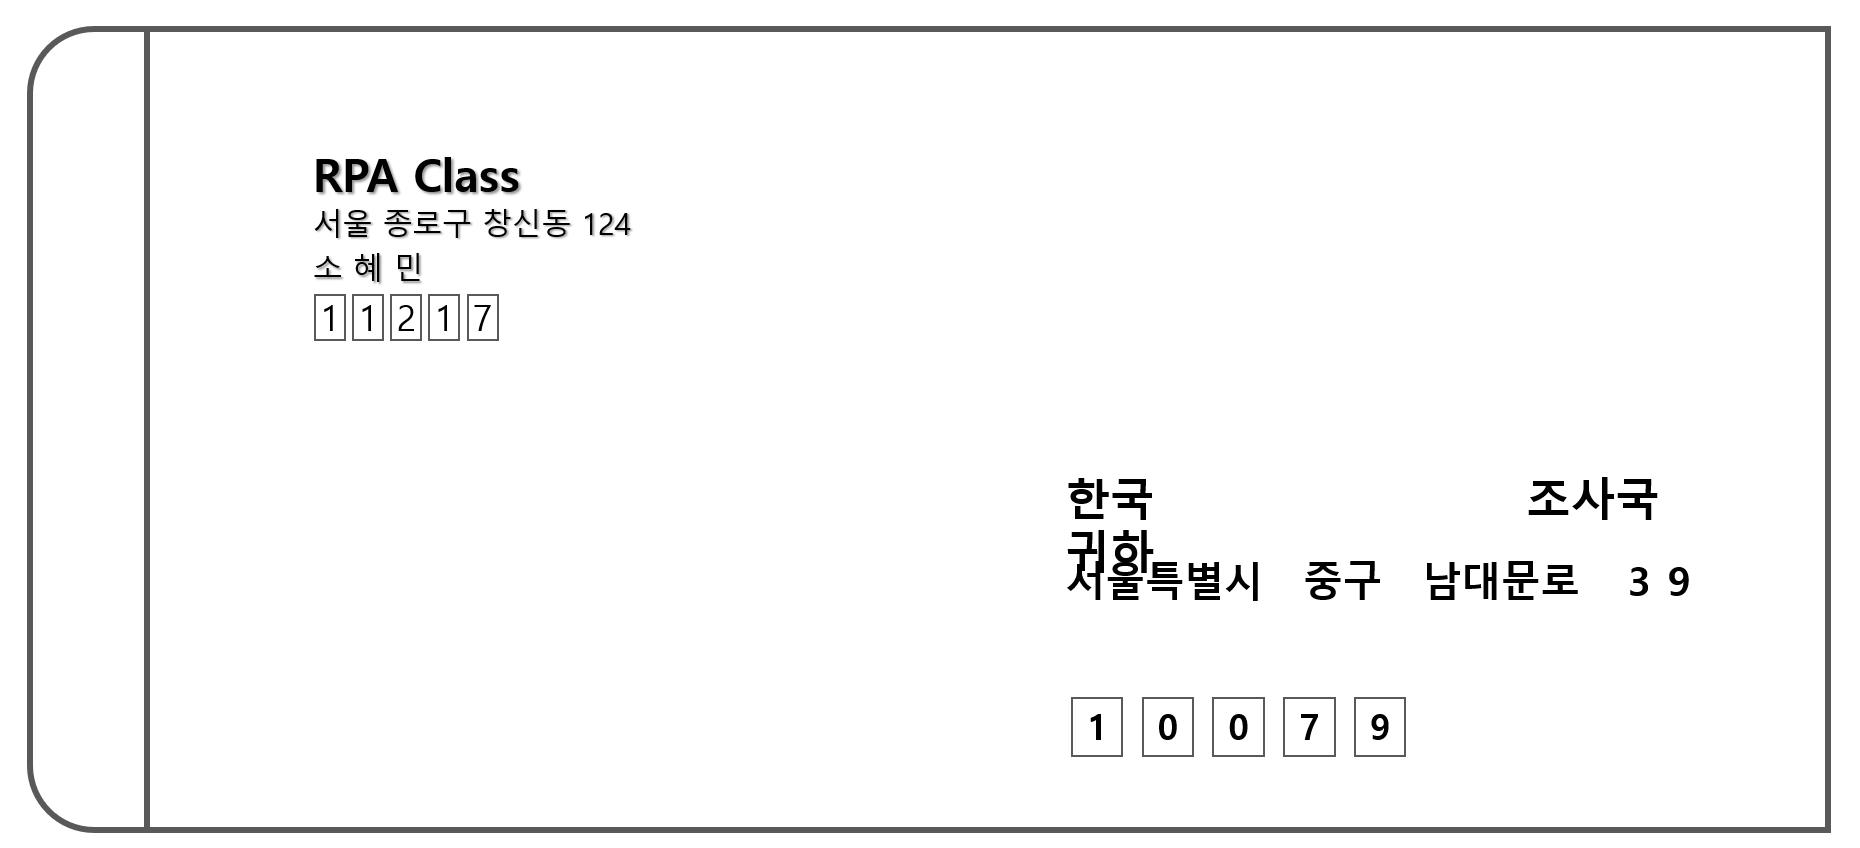 RPA Class
서울 종로구 창신동 124
소 혜 민
1 1 2 1 7
한국 조사국
귀하
서울특별시 중구 남대문로 3 9
1 0 0 7 9